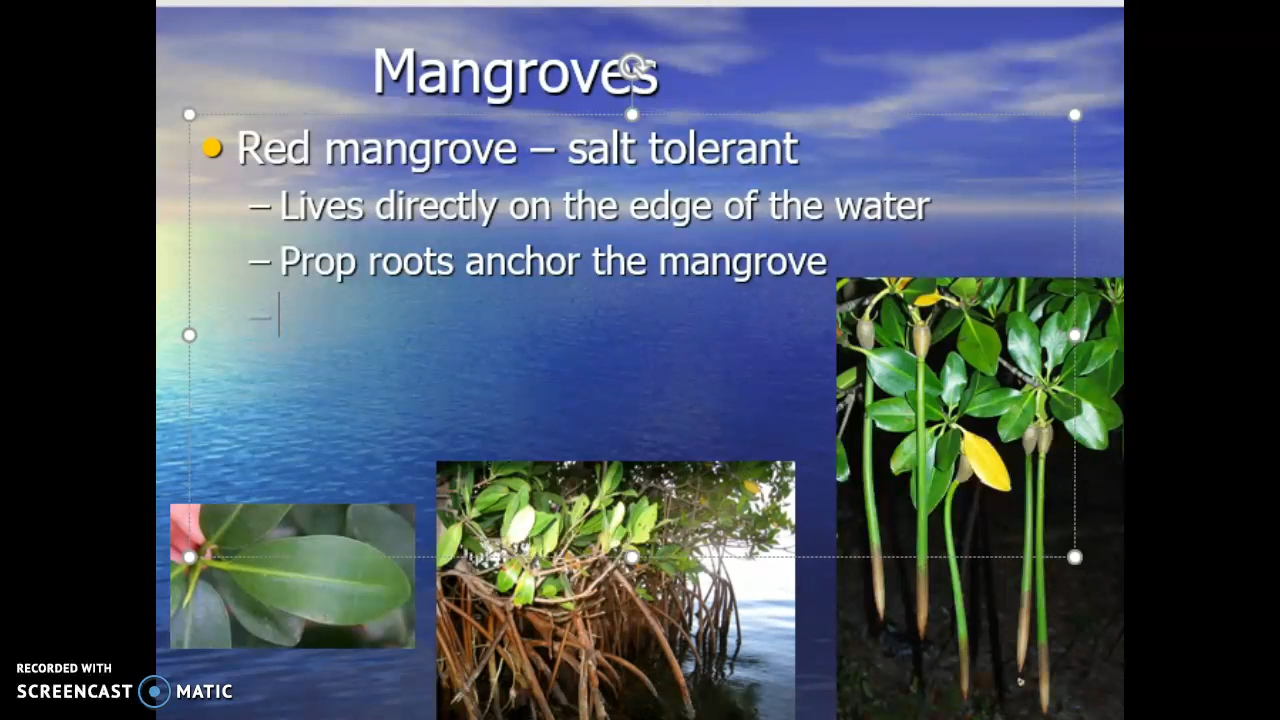 Mangroves
Red mangrove – salt tolerant
– Lives directly on the edge of the water
– Prop roots anchor the mangrove
–
RECORDED WITH
SCREENCAST MATIC